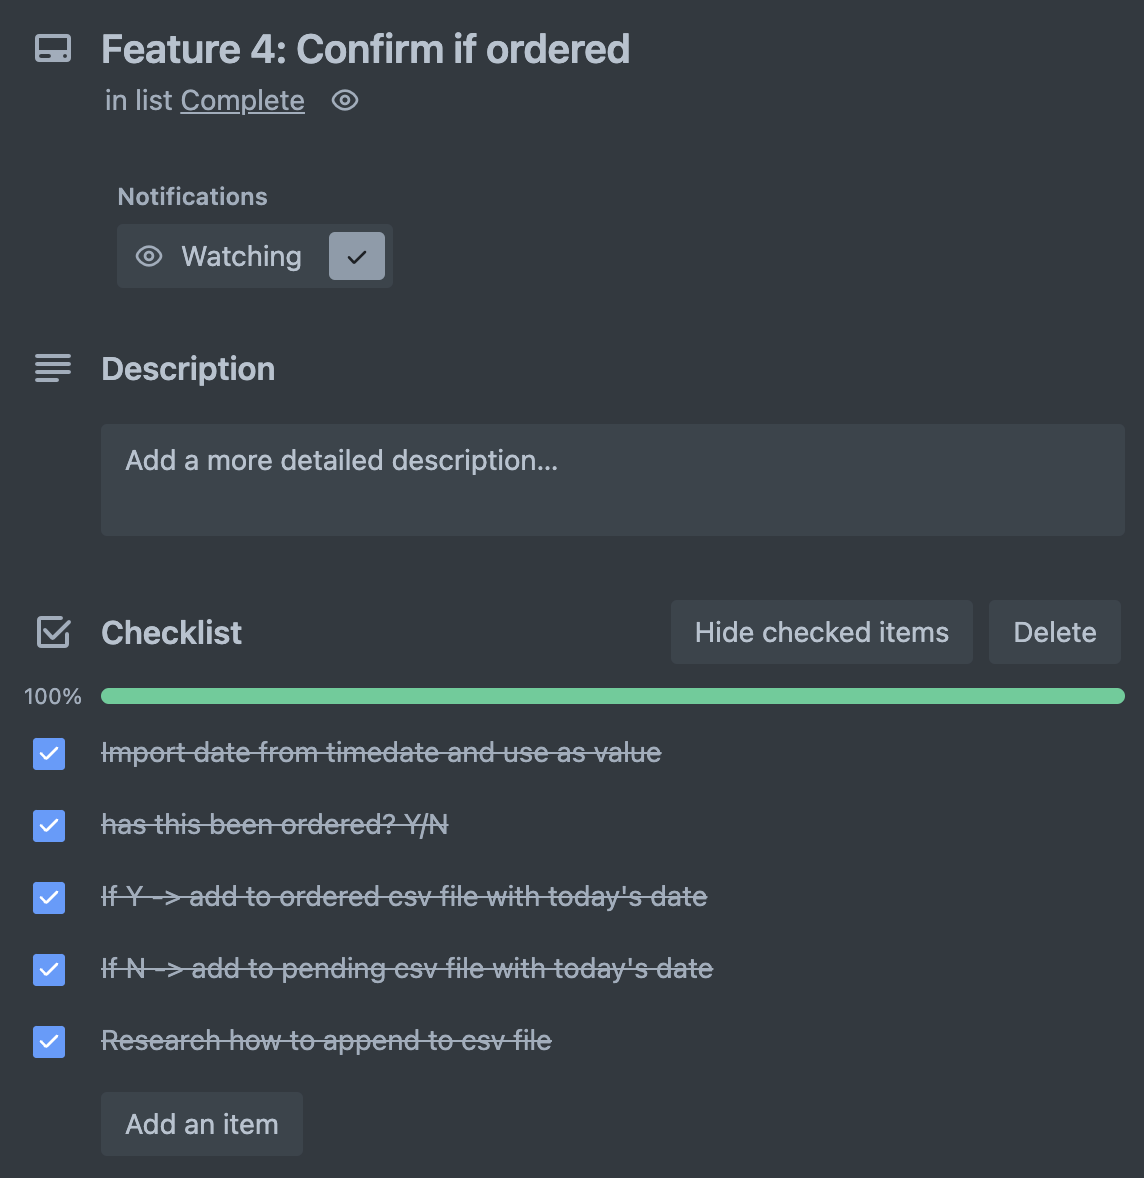 Feature 4: Confirm if ordered
in list Complete
Notifications
Watching
Description
Add a more detailed description...
Checklist
Hide checked items
Delete
100%
Import date from timedate and use as value
has this been ordered? Y/N
If Y -> add to ordered csv file with today's date
If N -> add to pending csv file with today's date
Research how to append to csv file
Add an item